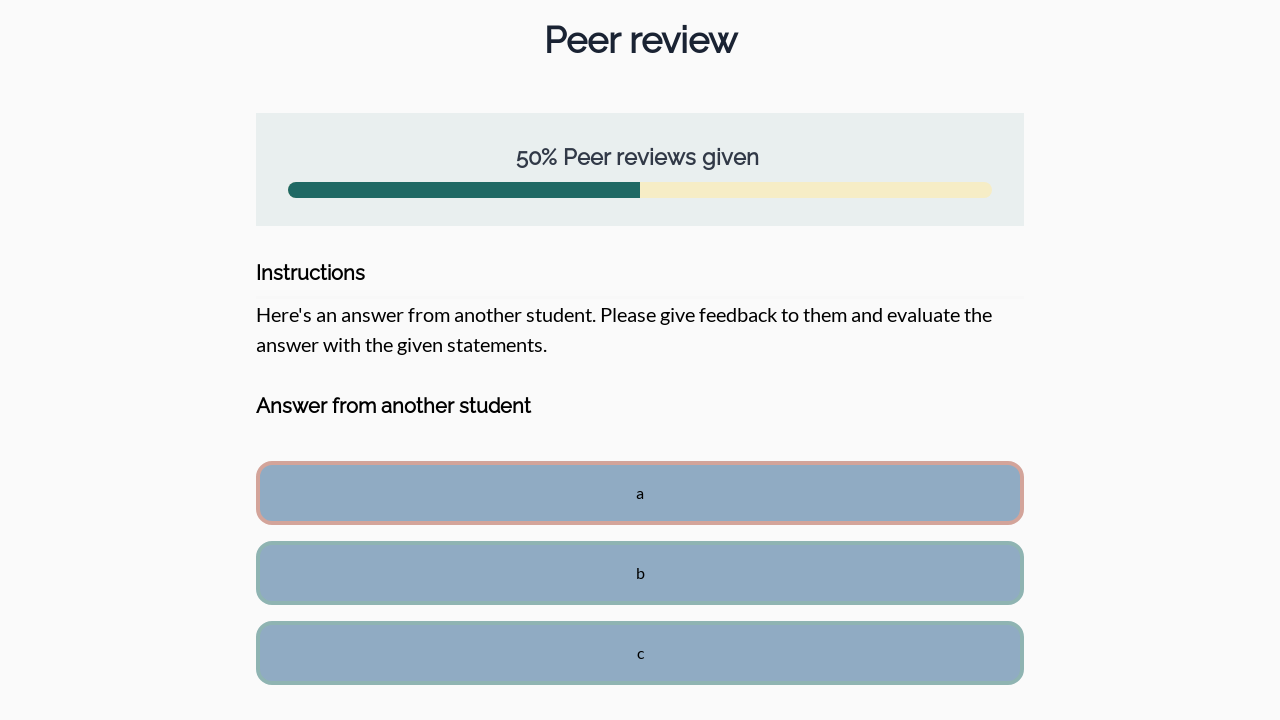 Peer review
50% Peer reviews given
Instructions
Here's an answer from another student. Please give feedback to them and evaluate the
answer with the given statements.
Answer from another student
a
b
c